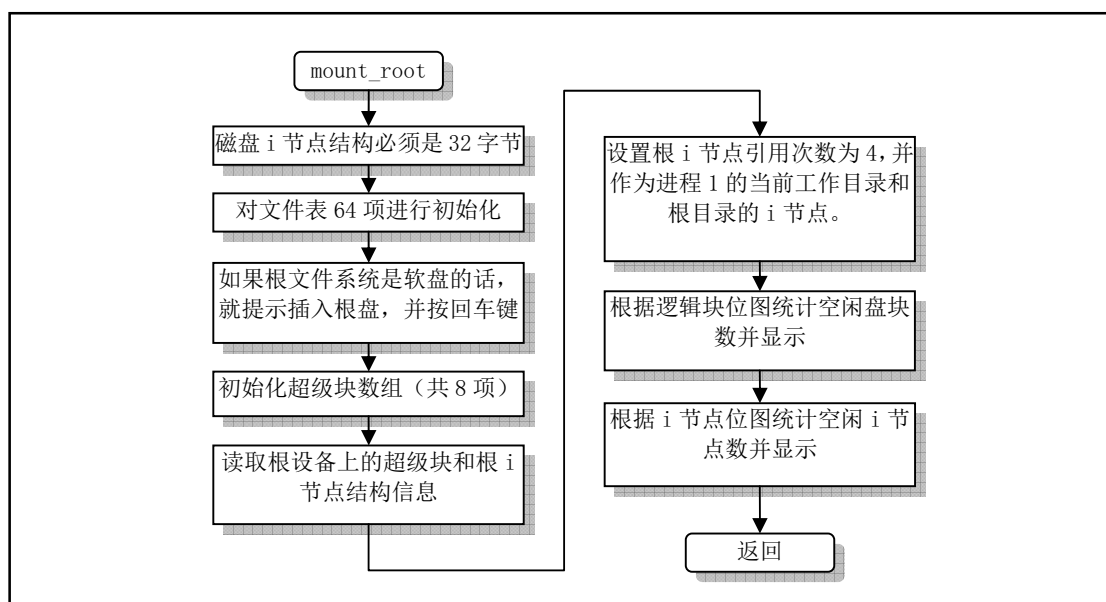 mount_root
磁盘 i 节点结构必须是 32 字节
对文件表 64 项进行初始化
如果根文件系统是软盘的话，
就提示插入根盘，并按回车键
初始化超级块数组（共 8 项）
读取根设备上的超级块和根 i
节点结构信息
设置根 i 节点引用次数为 4，并
作为进程 1 的当前工作目录和
根目录的 i 节点。
根据逻辑块位图统计空闲盘块
数并显示
根据 i 节点位图统计空闲 i 节
点数并显示
返回